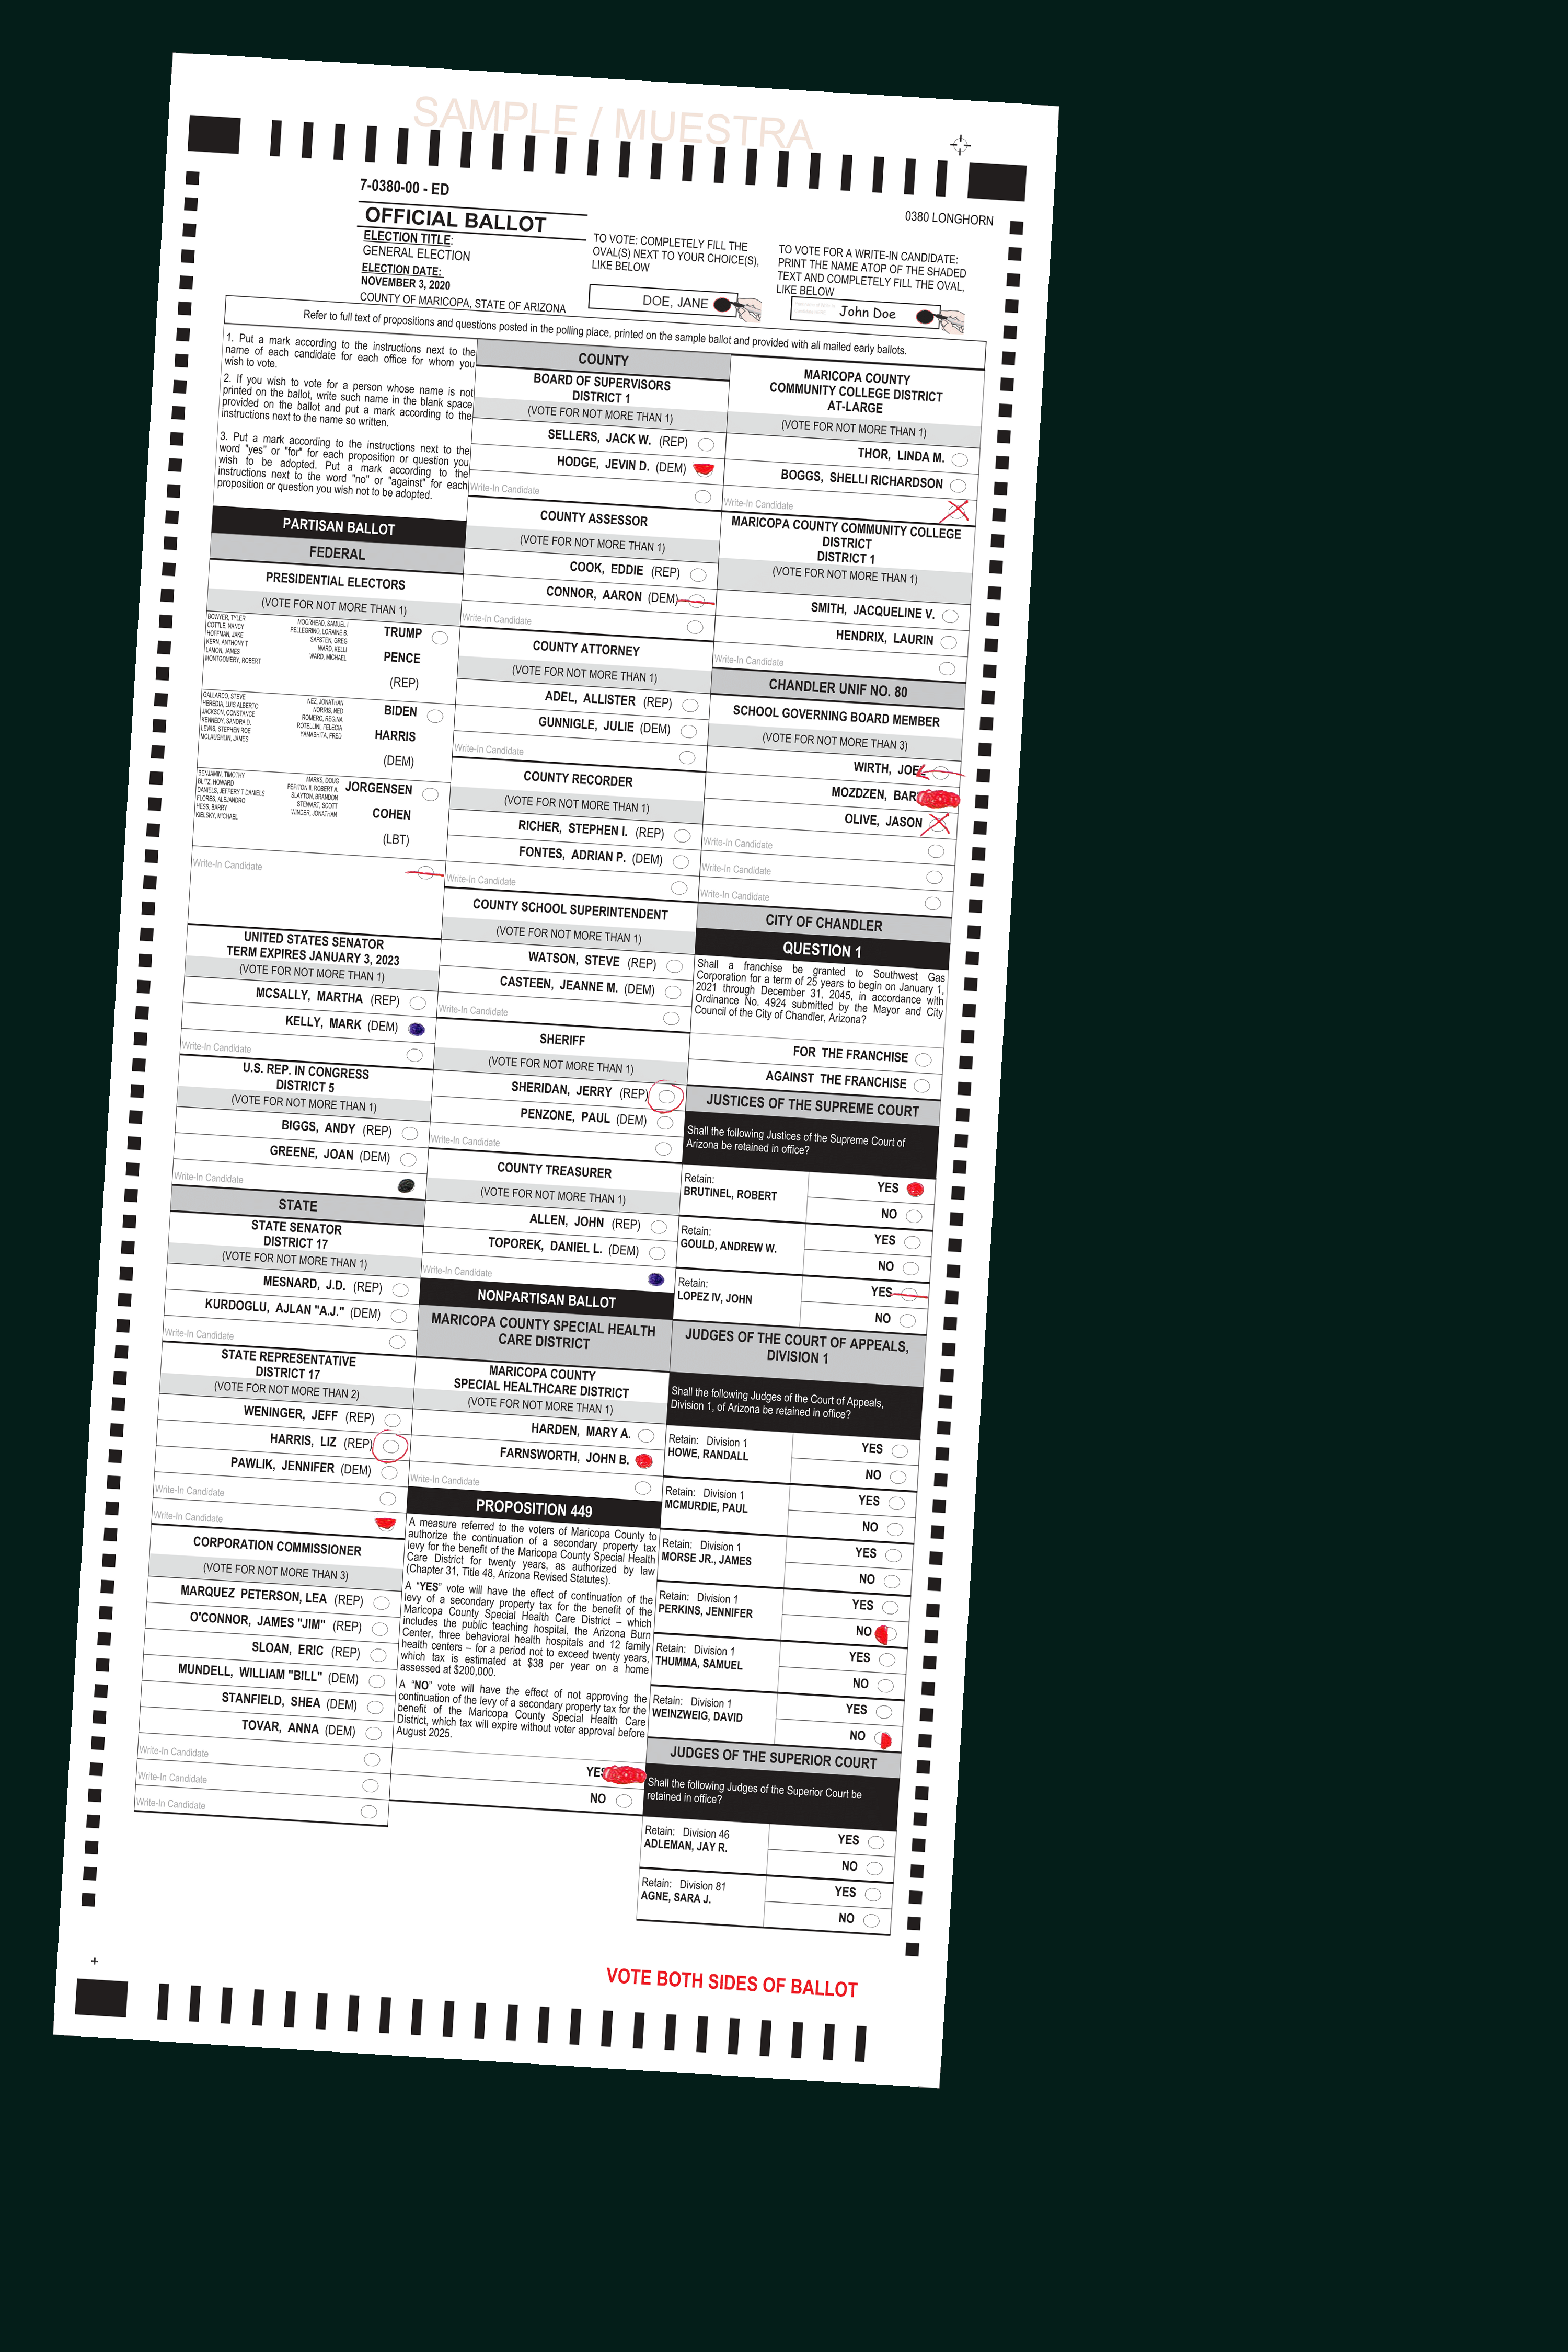 SAMPLE / MUESTRA
7-0380-00 - ED
0380 LONGHORN
OFFICIAL BALLOT
ELECTION TITLE:
GENERAL ELECTION
ELECTION DATE:
NOVEMBER 3, 2020
COUNTY OF MARICOPA, STATE OF ARIZONA
TO VOTE: COMPLETELY FILL THE
OVAL(S) NEXT TO YOUR CHOICE(S),
LIKE BELOW
DOE, JANE
TO VOTE FOR A WRITE-IN CANDIDATE:
PRINT THE NAME ATOP OF THE SHADED
TEXT AND COMPLETELY FILL THE OVAL,
LIKE BELOW
John Doe
Refer to full text of propositions and questions posted in the polling place, printed on the sample ballot and provided with all mailed early ballots.
1. Put a mark according to the instructions next to the
name of each candidate for each office for whom you
wish to vote.
2. If you wish to vote for a person whose name is not
printed on the ballot, write such name in the blank space
provided on the ballot and put a mark according to the
instructions next to the name so written.
3. Put a mark according to the instructions next to the
word "yes" or "for" for each proposition or question you
wish to be adopted. Put a mark according to the
instructions next to the word "no" or "against" for each
proposition or question you wish not to be adopted.
PARTISAN BALLOT
FEDERAL
PRESIDENTIAL ELECTORS
(VOTE FOR NOT MORE THAN 1)
BOWYER, TYLER
COTTLE, NANCY
HOFFMAN, JAKE
KERN, ANTHONY T
LAMON, JAMES
MONTGOMERY, ROBERT
MOORHEAD, SAMUEL I
PELLEGRINO, LORAINE B.
SAFSTEN, GREG
WARD, KELLI
WARD, MICHAEL
TRUMP
PENCE
(REP)
GALLARDO, STEVE
HEREDIA, LUIS ALBERTO
JACKSON, CONSTANCE
KENNEDY, SANDRA D.
LEWIS, STEPHEN ROE
MCLAUGHLIN, JAMES
NEZ, JONATHAN
NORRIS, NED
ROMERO, REGINA
ROTELLINI, FELECIA
YAMASHITA, FRED
BIDEN
HARRIS
(DEM)
BENJAMIN, TIMOTHY
BLITZ, HOWARD
DANIELS, JEFFERY T DANIELS
FLORES, ALEJANDRO
HESS, BARRY
KIELSKY, MICHAEL
MARKS, DOUG
PEPITON II, ROBERT A.
SLAYTON, BRANDON
STEWART, SCOTT
WINDER, JONATHAN
JORGENSEN
COHEN
(LBT)
Write-In Candidate
UNITED STATES SENATOR
TERM EXPIRES JANUARY 3, 2023
(VOTE FOR NOT MORE THAN 1)
MCSALLY, MARTHA (REP)
KELLY, MARK (DEM)
Write-In Candidate
U.S. REP. IN CONGRESS
DISTRICT 5
(VOTE FOR NOT MORE THAN 1)
BIGGS, ANDY (REP)
GREENE, JOAN (DEM)
Write-In Candidate
STATE
STATE SENATOR
DISTRICT 17
(VOTE FOR NOT MORE THAN 1)
MESNARD, J.D. (REP)
KURDOGLU, AJLAN "A.J." (DEM)
Write-In Candidate
STATE REPRESENTATIVE
DISTRICT 17
(VOTE FOR NOT MORE THAN 2)
WENINGER, JEFF (REP)
HARRIS, LIZ (REP)
PAWLIK, JENNIFER (DEM)
Write-In Candidate
Write-In Candidate
CORPORATION COMMISSIONER
(VOTE FOR NOT MORE THAN 3)
MARQUEZ PETERSON, LEA (REP)
O'CONNOR, JAMES "JIM" (REP)
SLOAN, ERIC (REP)
MUNDELL, WILLIAM "BILL" (DEM)
STANFIELD, SHEA (DEM)
TOVAR, ANNA (DEM)
Write-In Candidate
Write-In Candidate
Write-In Candidate
COUNTY
BOARD OF SUPERVISORS
DISTRICT 1
(VOTE FOR NOT MORE THAN 1)
SELLERS, JACK W. (REP)
HODGE, JEVIN D. (DEM)
Write-In Candidate
COUNTY ASSESSOR
(VOTE FOR NOT MORE THAN 1)
COOK, EDDIE (REP)
CONNOR, AARON (DEM)
Write-In Candidate
COUNTY ATTORNEY
(VOTE FOR NOT MORE THAN 1)
ADEL, ALLISTER (REP)
GUNNIGLE, JULIE (DEM)
Write-In Candidate
COUNTY RECORDER
(VOTE FOR NOT MORE THAN 1)
RICHER, STEPHEN I. (REP)
FONTES, ADRIAN P. (DEM)
Write-In Candidate
COUNTY SCHOOL SUPERINTENDENT
(VOTE FOR NOT MORE THAN 1)
WATSON, STEVE (REP)
CASTEEN, JEANNE M. (DEM)
Write-In Candidate
SHERIFF
(VOTE FOR NOT MORE THAN 1)
SHERIDAN, JERRY (REP)
PENZONE, PAUL (DEM)
Write-In Candidate
COUNTY TREASURER
(VOTE FOR NOT MORE THAN 1)
ALLEN, JOHN (REP)
TOPOREK, DANIEL L. (DEM)
Write-In Candidate
NONPARTISAN BALLOT
MARICOPA COUNTY SPECIAL HEALTH
CARE DISTRICT
MARICOPA COUNTY
SPECIAL HEALTHCARE DISTRICT
(VOTE FOR NOT MORE THAN 1)
HARDEN, MARY A.
FARNSWORTH, JOHN B.
Write-In Candidate
PROPOSITION 449
A measure referred to the voters of Maricopa County to
authorize the continuation of a secondary property tax
levy for the benefit of the Maricopa County Special Health
Care District for twenty years, as authorized by law
(Chapter 31, Title 48, Arizona Revised Statutes).
A “YES” vote will have the effect of continuation of the
levy of a secondary property tax for the benefit of the
Maricopa County Special Health Care District – which
includes the public teaching hospital, the Arizona Burn
Center, three behavioral health hospitals and 12 family
health centers – for a period not to exceed twenty years,
which tax is estimated at $38 per year on a home
assessed at $200,000.
A “NO” vote will have the effect of not approving the
continuation of the levy of a secondary property tax for the
benefit of the Maricopa County Special Health Care
District, which tax will expire without voter approval before
August 2025.
YES
NO
MARICOPA COUNTY
COMMUNITY COLLEGE DISTRICT
AT-LARGE
(VOTE FOR NOT MORE THAN 1)
THOR, LINDA M.
BOGGS, SHELLI RICHARDSON
Write-In Candidate
MARICOPA COUNTY COMMUNITY COLLEGE
DISTRICT
DISTRICT 1
(VOTE FOR NOT MORE THAN 1)
SMITH, JACQUELINE V.
HENDRIX, LAURIN
Write-In Candidate
CHANDLER UNIF NO. 80
SCHOOL GOVERNING BOARD MEMBER
(VOTE FOR NOT MORE THAN 3)
WIRTH, JOEL
MOZDZEN, BAR
OLIVE, JASON
Write-In Candidate
Write-In Candidate
Write-In Candidate
CITY OF CHANDLER
QUESTION 1
Shall a franchise be granted to Southwest Gas
Corporation for a term of 25 years to begin on January 1,
2021 through December 31, 2045, in accordance with
Ordinance No. 4924 submitted by the Mayor and City
Council of the City of Chandler, Arizona?
FOR THE FRANCHISE
AGAINST THE FRANCHISE
JUSTICES OF THE SUPREME COURT
Shall the following Justices of the Supreme Court of
Arizona be retained in office?
Retain:
BRUTINEL, ROBERT
YES
NO
Retain:
GOULD, ANDREW W.
YES
NO
Retain:
LOPEZ IV, JOHN
YES
NO
JUDGES OF THE COURT OF APPEALS,
DIVISION 1
Shall the following Judges of the Court of Appeals,
Division 1, of Arizona be retained in office?
Retain: Division 1
HOWE, RANDALL
YES
NO
Retain: Division 1
MCMURDIE, PAUL
YES
NO
Retain: Division 1
MORSE JR., JAMES
YES
NO
Retain: Division 1
PERKINS, JENNIFER
YES
NO
Retain: Division 1
THUMMA, SAMUEL
YES
NO
Retain: Division 1
WEINZWEIG, DAVID
YES
NO
JUDGES OF THE SUPERIOR COURT
Shall the following Judges of the Superior Court be
retained in office?
Retain: Division 46
ADLEMAN, JAY R.
YES
NO
Retain: Division 81
AGNE, SARA J.
YES
NO
VOTE BOTH SIDES OF BALLOT